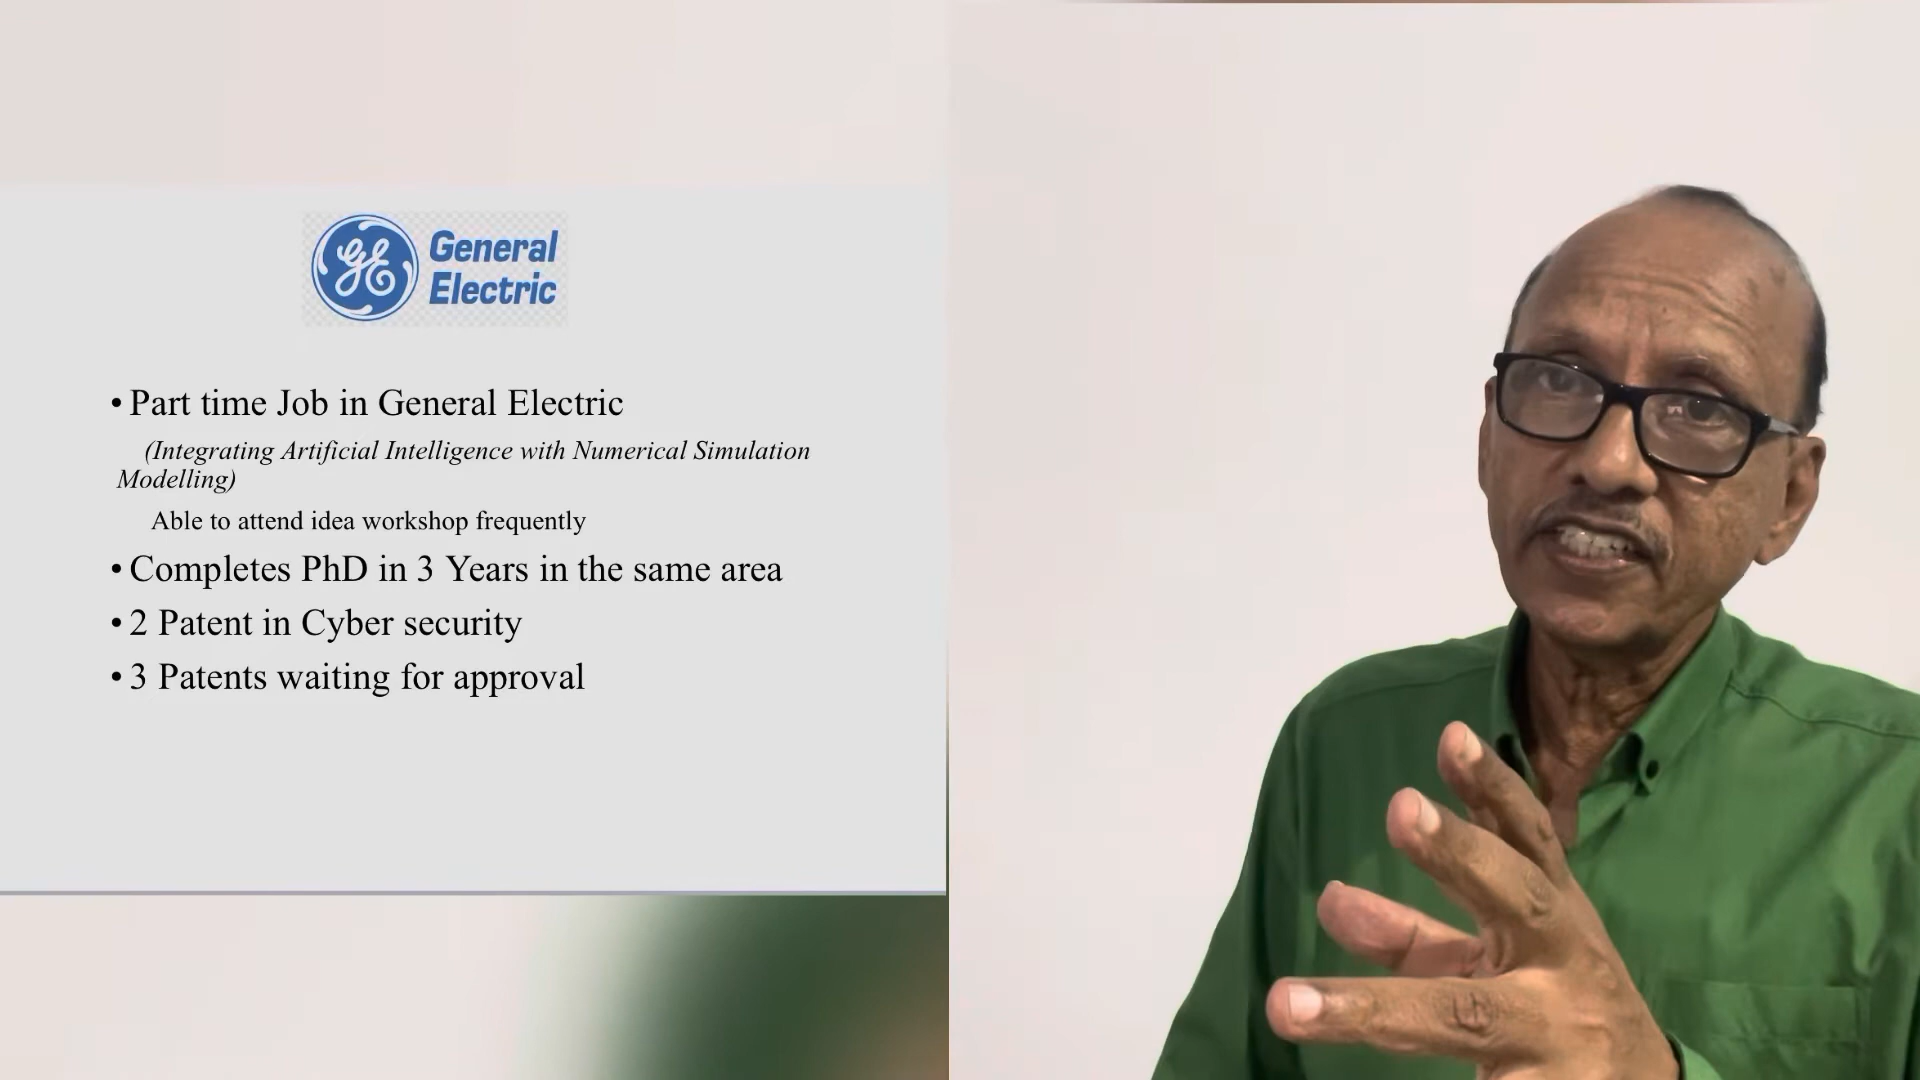 GE General
Electric
• Part time Job in General Electric
(Integrating Artificial Intelligence with Numerical Simulation
Modelling)
Able to attend idea workshop frequently
• Completes PhD in 3 Years in the same area
• 2 Patent in Cyber security
• 3 Patents waiting for approval